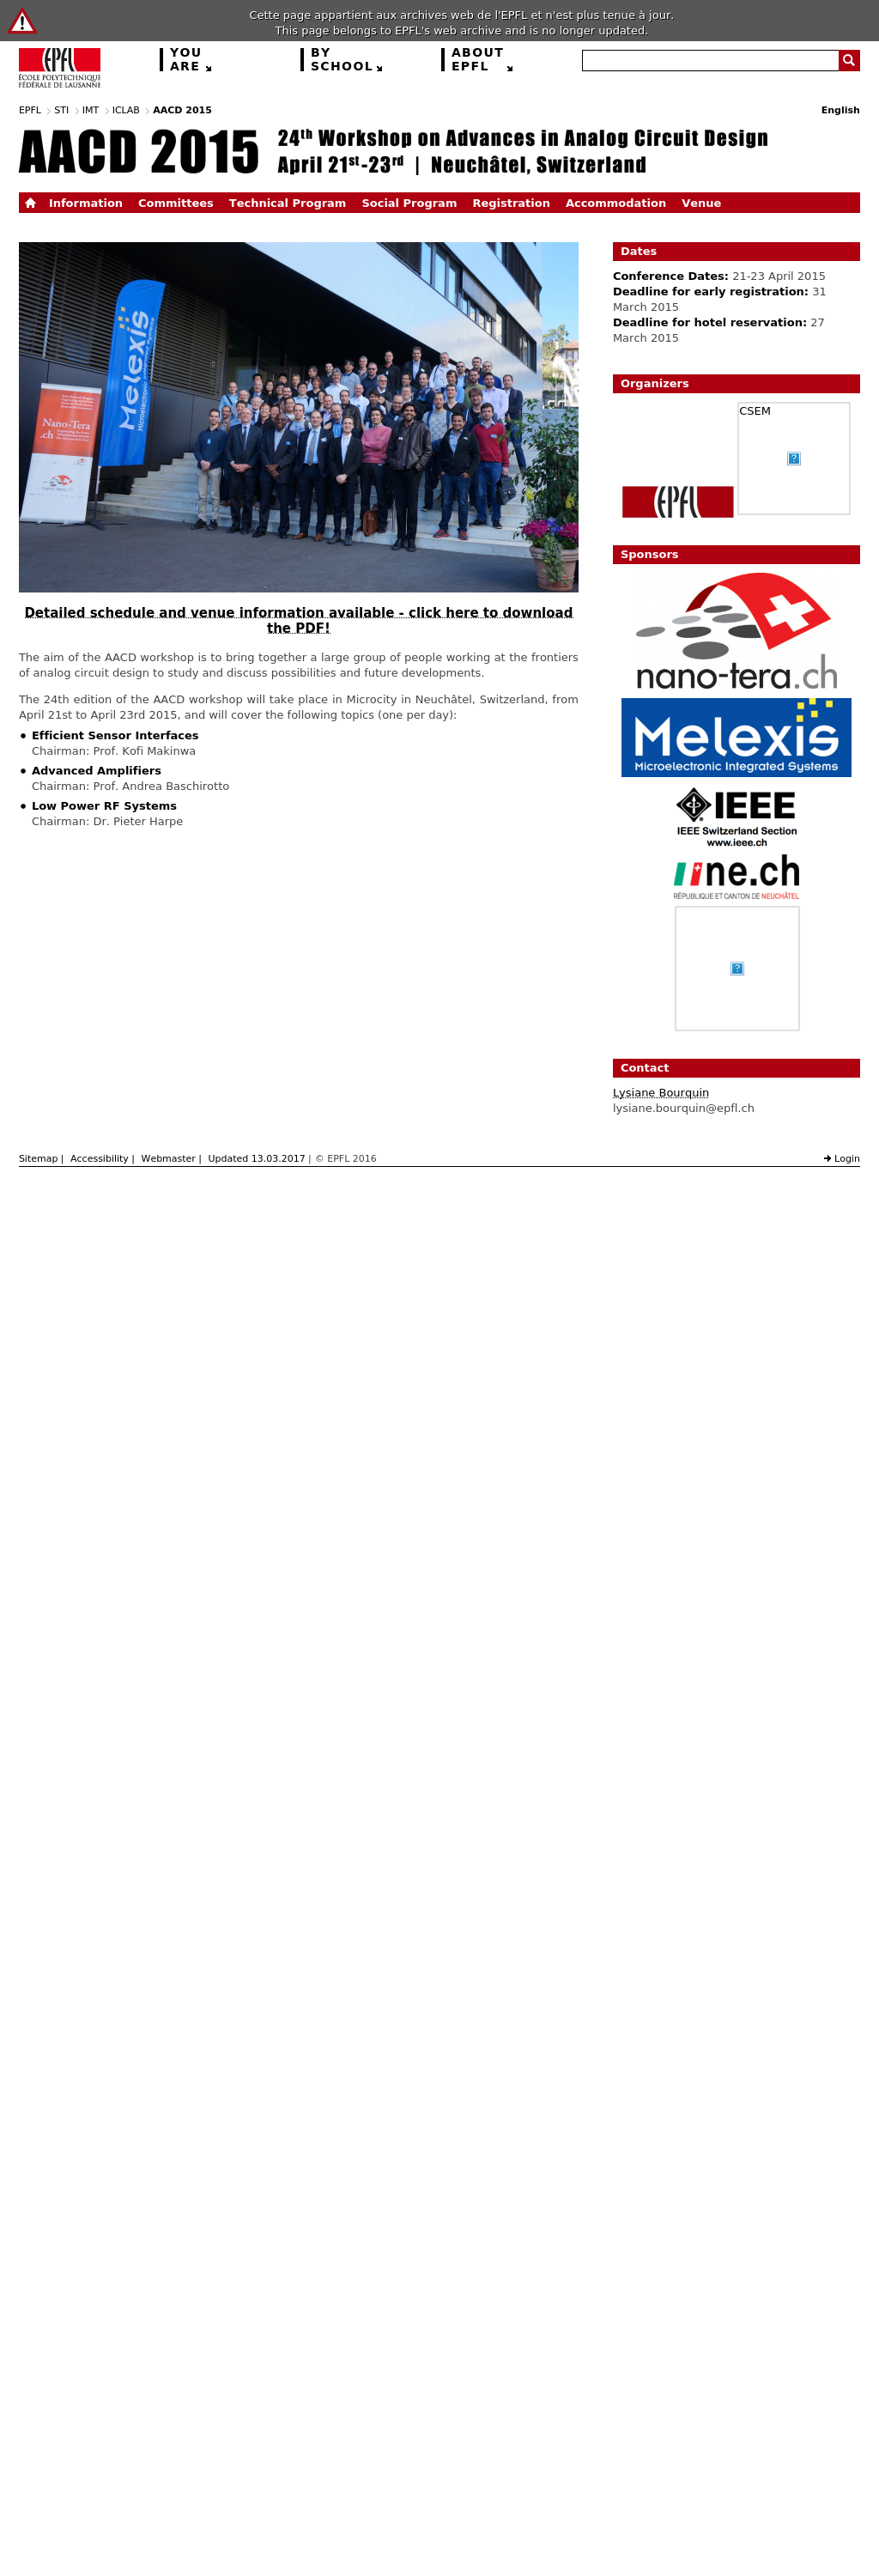 Cette page appartient aux archives web de l'EPFL et n'est plus tenue à jour.
This page belongs to EPFL's web archive and is no longer updated.
EPFL
ÉCOLE POLYTECHNIQUE
FÉDÉRALE DE LAUSANNE
YOU
ARE
BY
SCHOOL
ABOUT
EPFL
EPFL STI IMT ICLAB AACD 2015
English
AACD 2015
24th Workshop on Advances in Analog Circuit Design
April 21st-23rd | Neuchâtel, Switzerland
Information Committees Technical Program Social Program Registration Accommodation Venue
Melexis
Nano-Tera
.ch
Detailed schedule and venue information available - click here to download
the PDF!
The aim of the AACD workshop is to bring together a large group of people working at the frontiers
of analog circuit design to study and discuss possibilities and future developments.
The 24th edition of the AACD workshop will take place in Microcity in Neuchâtel, Switzerland, from
April 21st to April 23rd 2015, and will cover the following topics (one per day):
Efficient Sensor Interfaces
Chairman: Prof. Kofi Makinwa
Advanced Amplifiers
Chairman: Prof. Andrea Baschirotto
Low Power RF Systems
Chairman: Dr. Pieter Harpe
Dates
Conference Dates: 21-23 April 2015
Deadline for early registration: 31
March 2015
Deadline for hotel reservation: 27
March 2015
Organizers
CSEM
EPFL
Sponsors
nano-tera.ch
Melexis
Microelectronic Integrated Systems
IEEE
IEEE Switzerland Section
www.ieee.ch
ne.ch
RÉPUBLIQUE ET CANTON DE NEUCHÂTEL
Contact
Lysiane Bourquin
lysiane.bourquin@epfl.ch
Sitemap | Accessibility | Webmaster | Updated 13.03.2017 | © EPFL 2016
Login